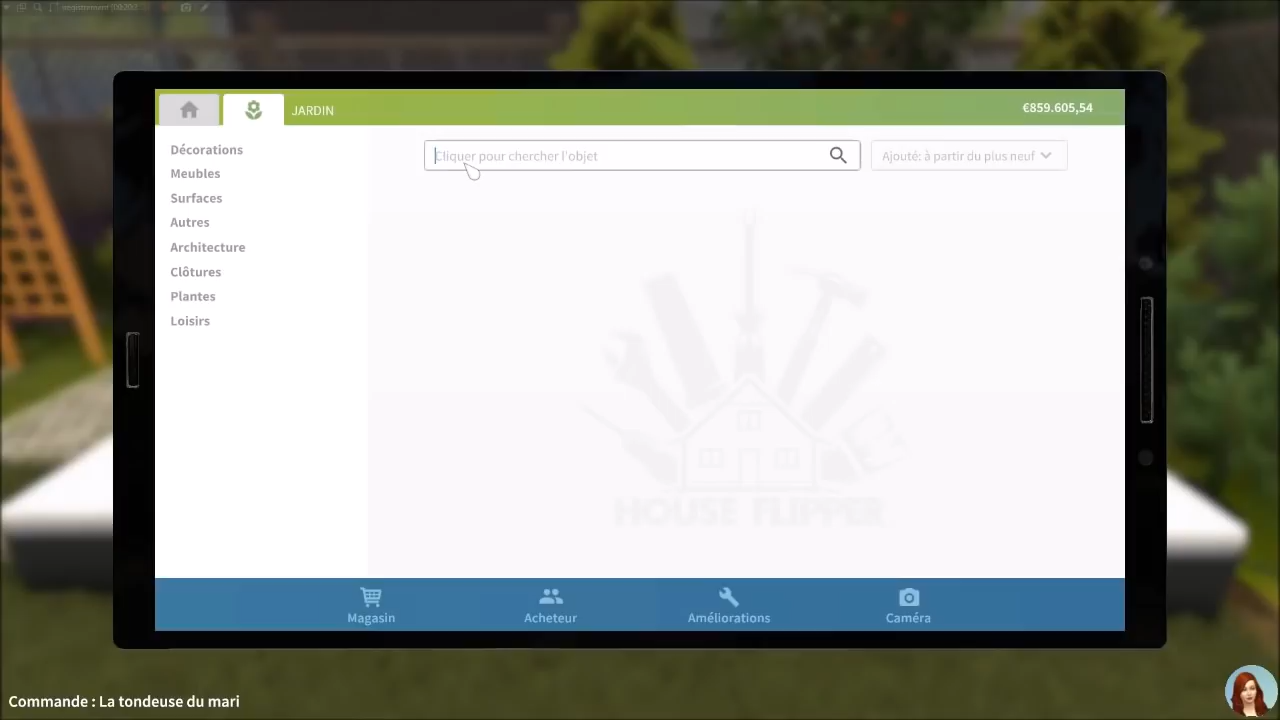 JARDIN
€859.605,54
Cliquer pour chercher l'objet
Ajouté: à partir du plus neuf
Décorations
Meubles
Surfaces
Autres
Architecture
Clôtures
Plantes
Loisirs
HOUSE FLIPPER
Magasin
Acheteur
Améliorations
Caméra
Commande : La tondeuse du mari